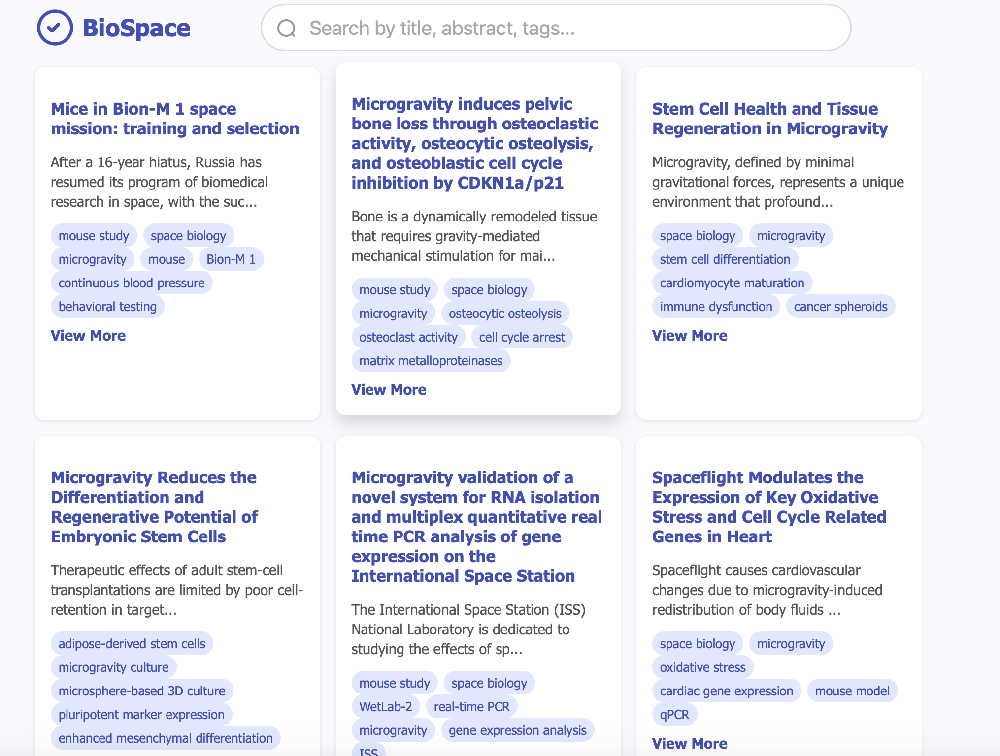 BioSpace
Search by title, abstract, tags...
Mice in Bion-M 1 space
mission: training and selection
After a 16-year hiatus, Russia has
resumed its program of biomedical
research in space, with the suc...
mouse study space biology
microgravity mouse Bion-M 1
continuous blood pressure
behavioral testing
View More
Microgravity induces pelvic
bone loss through osteoclastic
activity, osteocytic osteolysis,
and osteoblastic cell cycle
inhibition by CDKN1a/p21
Bone is a dynamically remodeled tissue
that requires gravity-mediated
mechanical stimulation for mai...
mouse study space biology
microgravity osteocytic osteolysis
osteoclast activity cell cycle arrest
matrix metalloproteinases
View More
Stem Cell Health and Tissue
Regeneration in Microgravity
Microgravity, defined by minimal
gravitational forces, represents a unique
environment that profound...
space biology microgravity
stem cell differentiation
cardiomyocyte maturation
immune dysfunction cancer spheroids
View More
Microgravity Reduces the
Differentiation and
Regenerative Potential of
Embryonic Stem Cells
Therapeutic effects of adult stem-cell
transplantations are limited by poor cell-
retention in target...
adipose-derived stem cells
microgravity culture
microsphere-based 3D culture
pluripotent marker expression
enhanced mesenchymal differentiation
Microgravity validation of a
novel system for RNA isolation
and multiplex quantitative real
time PCR analysis of gene
expression on the
International Space Station
The International Space Station (ISS)
National Laboratory is dedicated to
studying the effects of sp...
mouse study space biology
WetLab-2 real-time PCR
microgravity gene expression analysis
ISS
Spaceflight Modulates the
Expression of Key Oxidative
Stress and Cell Cycle Related
Genes in Heart
Spaceflight causes cardiovascular
changes due to microgravity-induced
redistribution of body fluids ...
space biology microgravity
oxidative stress
cardiac gene expression mouse model
qPCR
View More